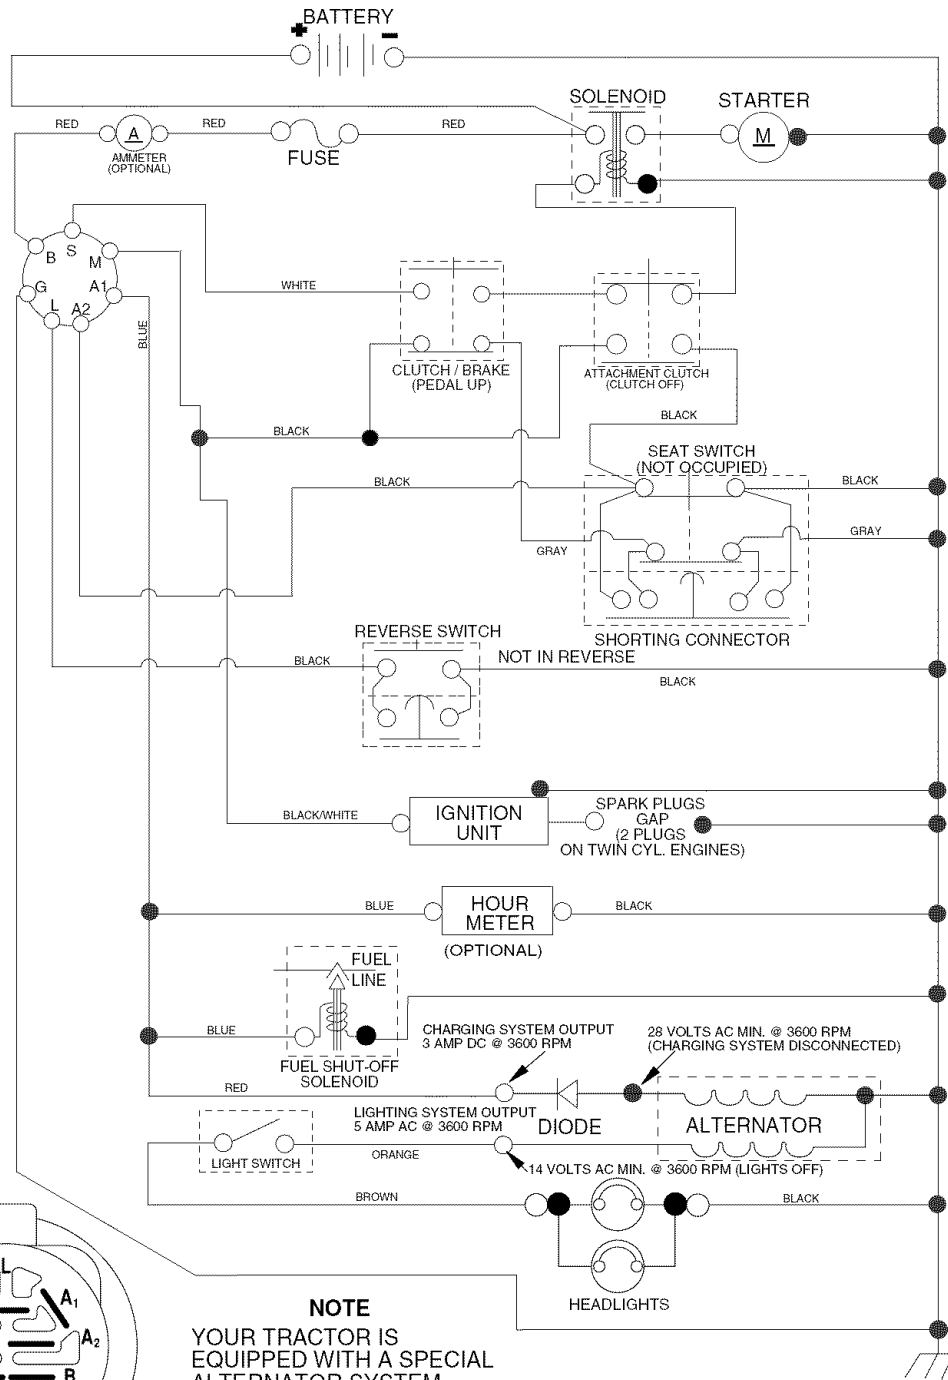 BATTERY
+
-
SOLENOID
STARTER
RED
A
RED
RED
M
AMMETER
(OPTIONAL)
FUSE
B
S
M
G
A1
L
A2
BLUE
WHITE
CLUTCH / BRAKE
(PEDAL UP)
ATTACHMENT CLUTCH
(CLUTCH OFF)
BLACK
BLACK
SEAT SWITCH
(NOT OCCUPIED)
BLACK
BLACK
GRAY
GRAY
SHORTING CONNECTOR
REVERSE SWITCH
NOT IN REVERSE
BLACK
BLACK
BLACK/WHITE
IGNITION
UNIT
SPARK PLUGS
GAP
(2 PLUGS
ON TWIN CYL. ENGINES)
BLUE
HOUR
METER
BLACK
(OPTIONAL)
FUEL
LINE
BLUE
FUEL SHUT-OFF
SOLENOID
CHARGING SYSTEM OUTPUT
3 AMP DC @ 3600 RPM
28 VOLTS AC MIN. @ 3600 RPM
(CHARGING SYSTEM DISCONNECTED)
RED
LIGHTING SYSTEM OUTPUT
5 AMP AC @ 3600 RPM
DIODE
ALTERNATOR
LIGHT SWITCH
ORANGE
14 VOLTS AC MIN. @ 3600 RPM (LIGHTS OFF)
BROWN
BLACK
HEADLIGHTS
L
A1
A2
B
NOTE
YOUR TRACTOR IS
EQUIPPED WITH A SPECIAL
ALTERNATOR SYSTEM